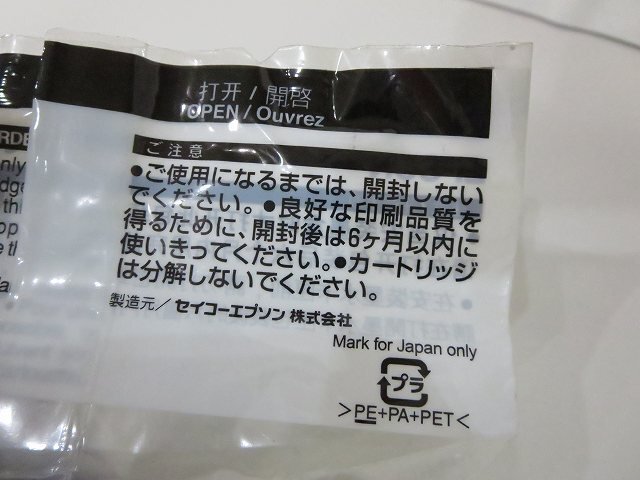 打开 / 開啓
OPEN / Ouvrez
ご注意
●ご使用になるまでは、開封しない
でください。●良好な印刷品質を
得るために、開封後は6ヶ月以内に
使いきってください。●カートリッジ
は分解しないでください。
製造元／セイコーエプソン 株式会社
Mark for Japan only
プラ
>PE+PA+PET<